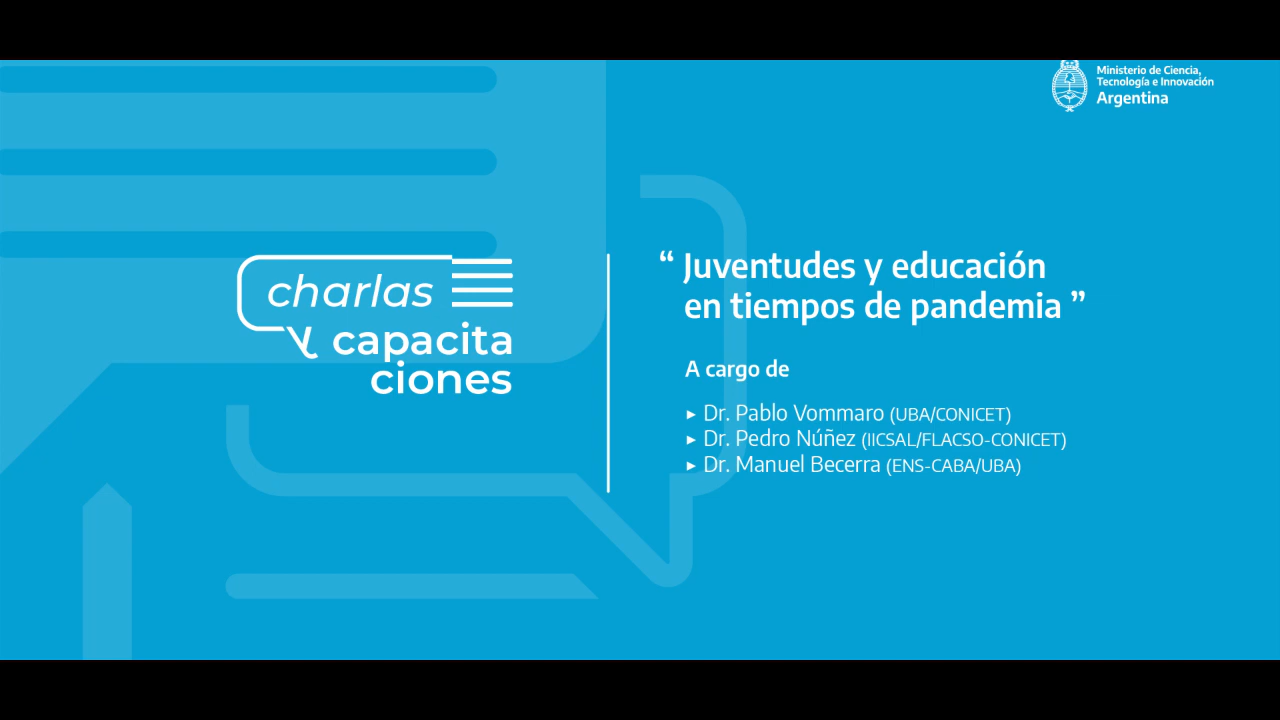 Ministerio de Ciencia,
Tecnología e Innovación
Argentina
charlas
y capacita
ciones
“ Juventudes y educación
en tiempos de pandemia ”
A cargo de
▸ Dr. Pablo Vommaro (UBA/CONICET)
▸ Dr. Pedro Núñez (IICSAL/FLACSO-CONICET)
▸ Dr. Manuel Becerra (ENS-CABA/UBA)